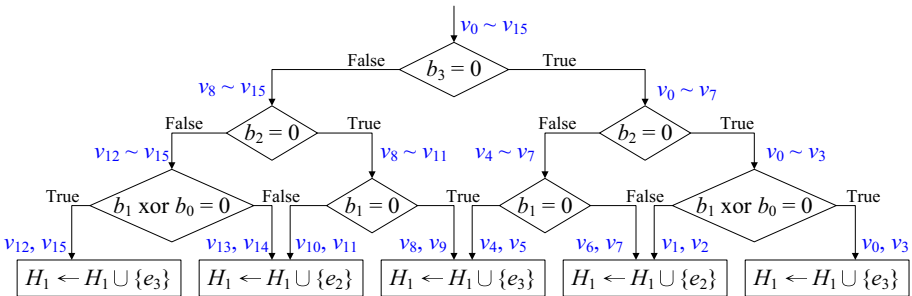 v₀ ~ v₁₅
False b₃ = 0 True
v₈ ~ v₁₅ v₀ ~ v₇
False b₂ = 0 True False b₂ = 0 True
v₁₂ ~ v₁₅ v₈ ~ v₁₁ v₄ ~ v₇ v₀ ~ v₃
True b₁ xor b₀ = 0 False b₁ = 0 True b₁ = 0 False b₁ xor b₀ = 0 True
v₁₂, v₁₅ v₁₃, v₁₄ v₁₀, v₁₁ v₈, v₉ v₄, v₅ v₆, v₇ v₁, v₂ v₀, v₃
H₁ ← H₁ ∪ {e₃} H₁ ← H₁ ∪ {e₂} H₁ ← H₁ ∪ {e₃} H₁ ← H₁ ∪ {e₂} H₁ ← H₁ ∪ {e₃}